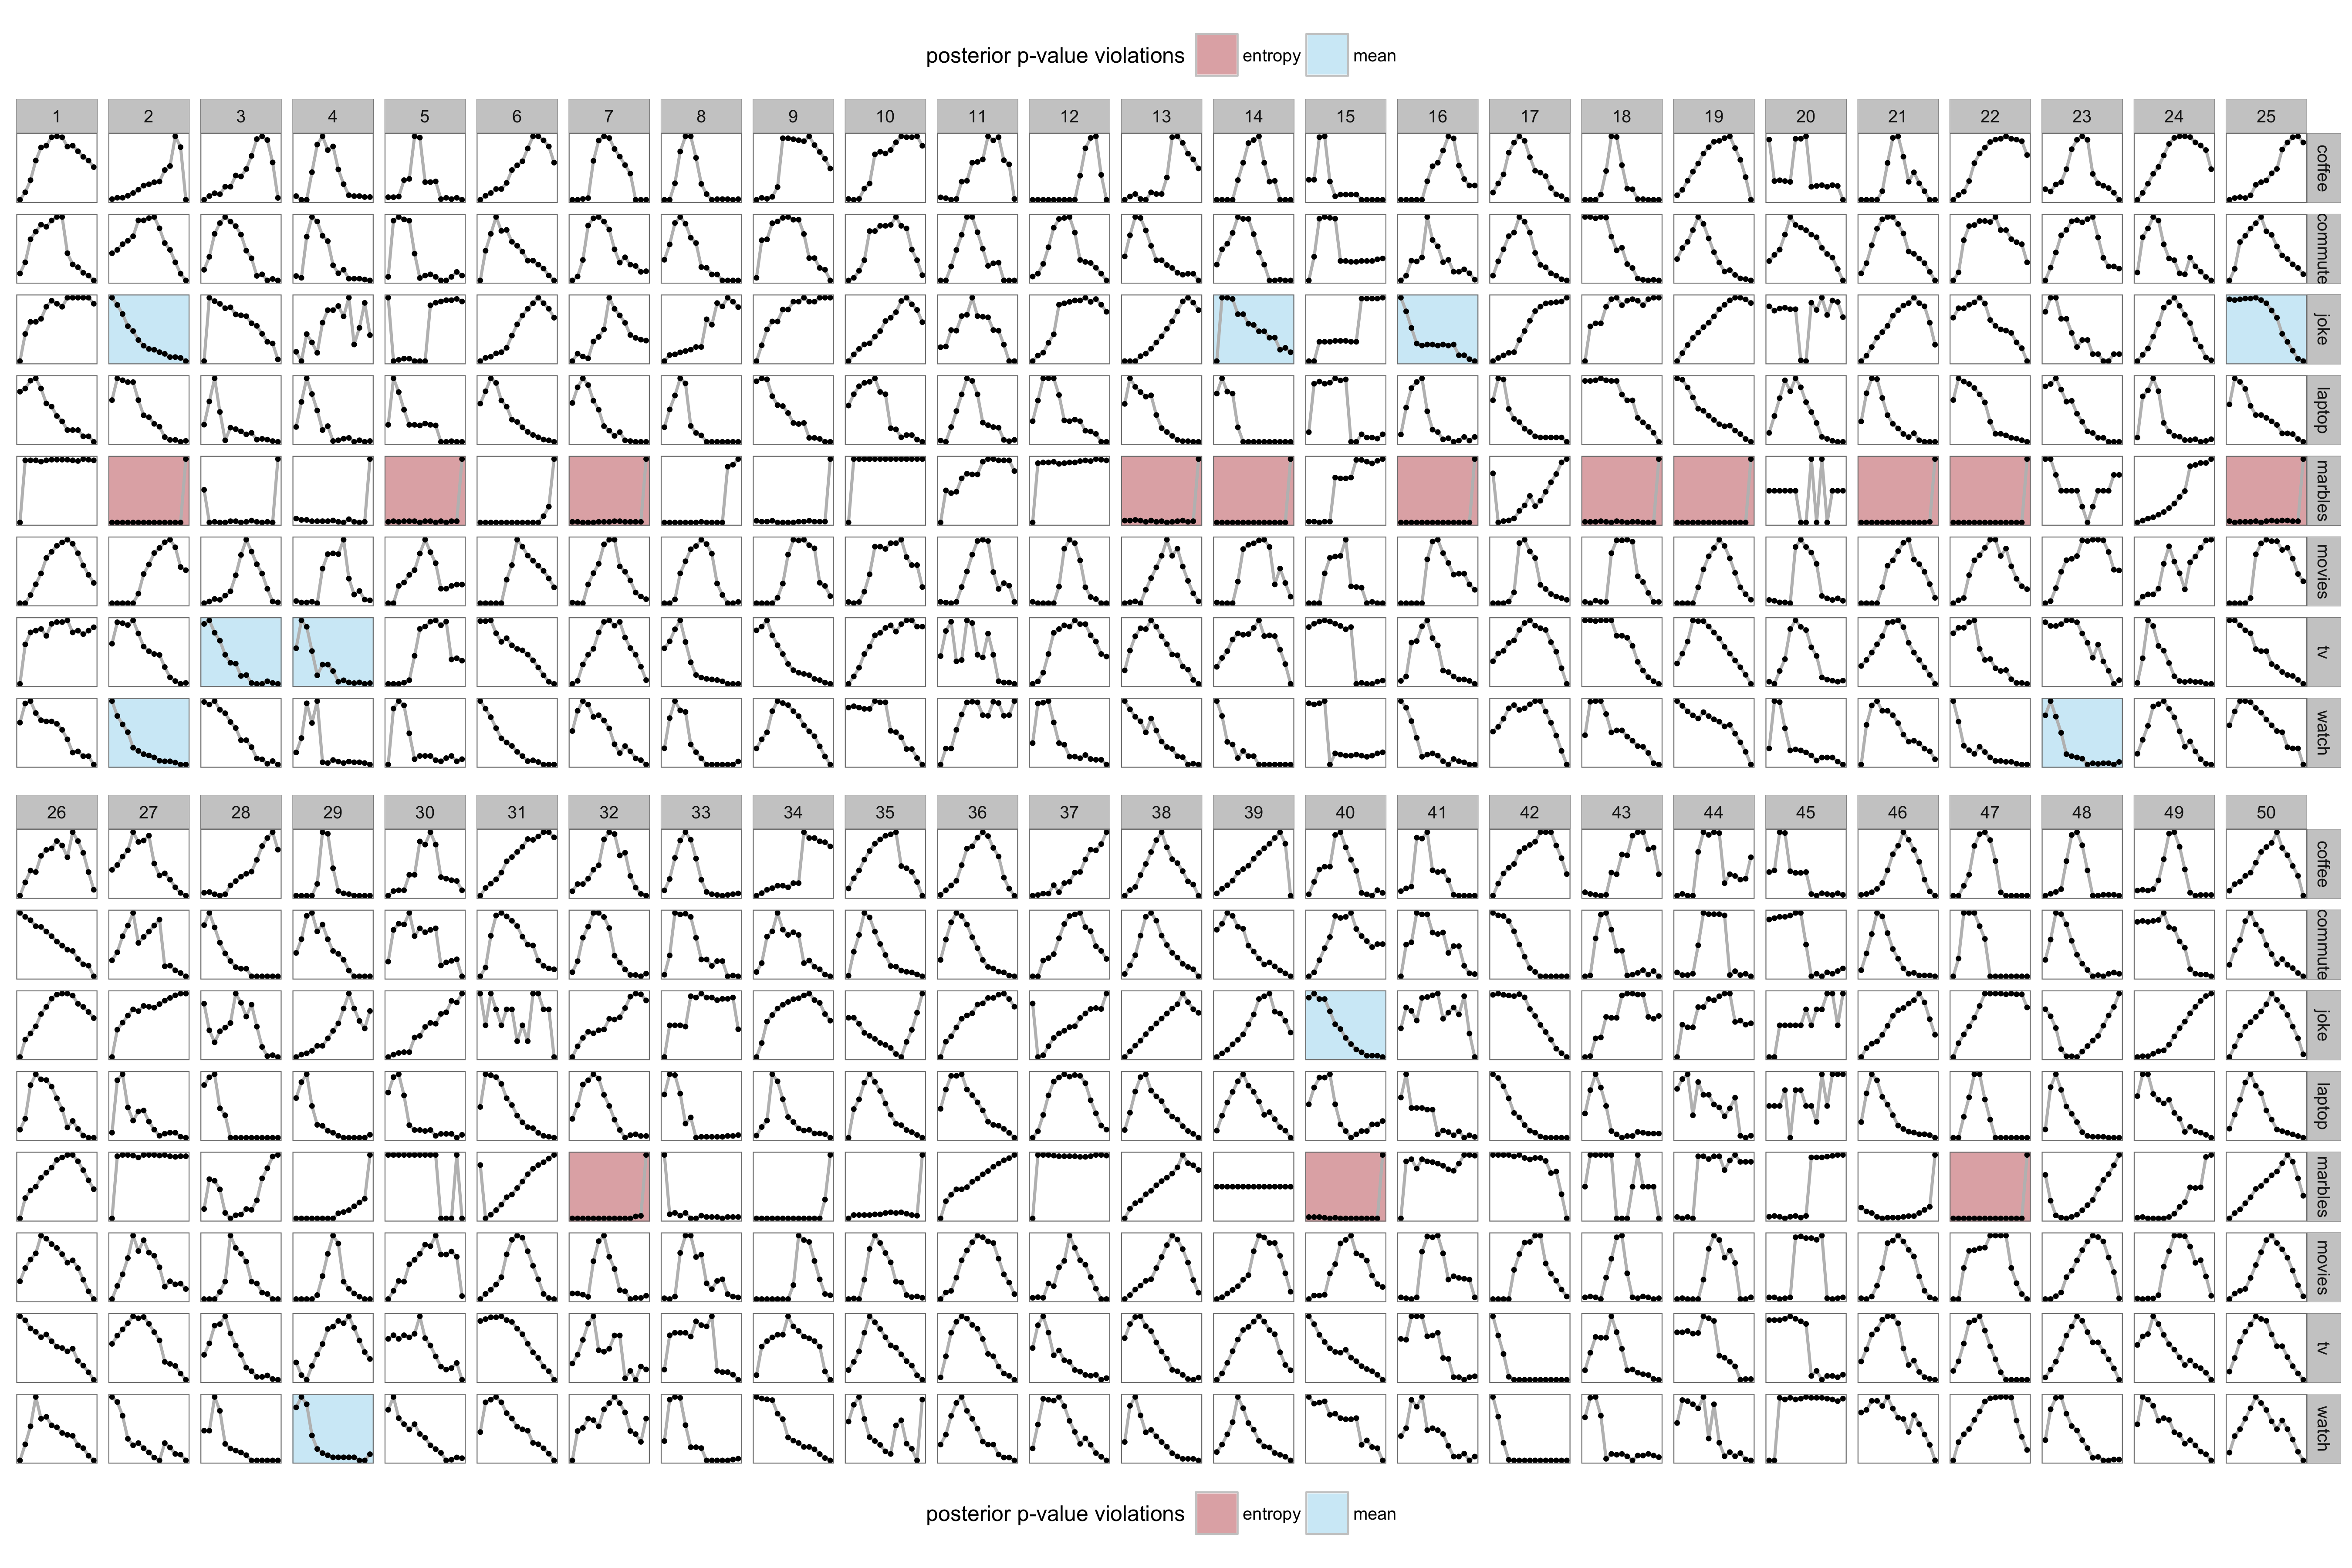 posterior p-value violations entropy mean
1 2 3 4 5 6 7 8 9 10 11 12 13 14 15 16 17 18 19 20 21 22 23 24 25
coffee
commute
joke
laptop
marbles
movies
tv
watch
26 27 28 29 30 31 32 33 34 35 36 37 38 39 40 41 42 43 44 45 46 47 48 49 50
coffee
commute
joke
laptop
marbles
movies
tv
watch
posterior p-value violations entropy mean